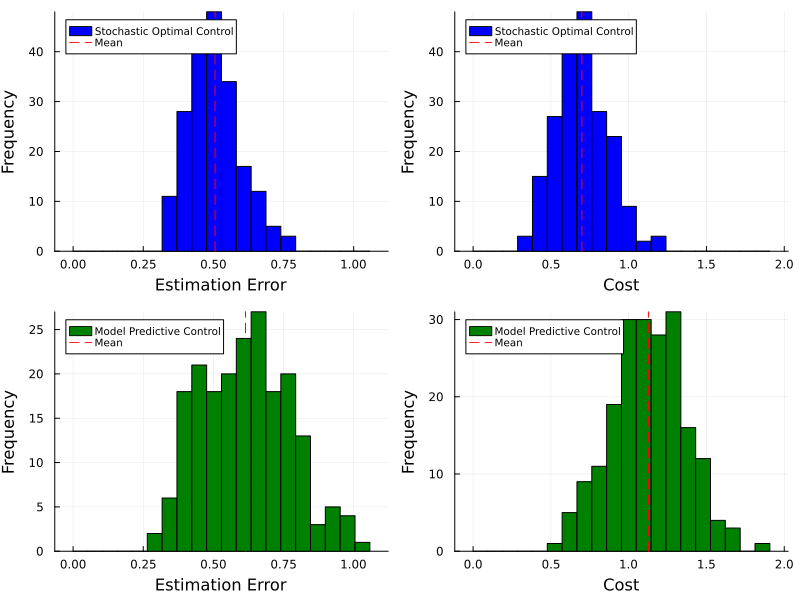 Stochastic Optimal Control
Mean
Frequency
40
30
20
10
0
0.00 0.25 0.50 0.75 1.00
Estimation Error
Stochastic Optimal Control
Mean
Frequency
40
30
20
10
0
0.0 0.5 1.0 1.5 2.0
Cost
Model Predictive Control
Mean
Frequency
25
20
15
10
5
0
0.00 0.25 0.50 0.75 1.00
Estimation Error
Model Predictive Control
Mean
Frequency
30
20
10
0
0.0 0.5 1.0 1.5 2.0
Cost